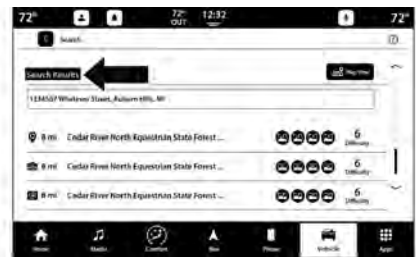 72° 72° OUT 12:32 72°
Search
Search Results Map View
Whatever Street, Auburn Hills, MI
8 mi Cedar River North Equestrian State Forest ... 6
Difficulty
8 mi Cedar River North Equestrian State Forest ... 6
Difficulty
8 mi Cedar River North Equestrian State Forest ... 6
Difficulty
Home Media Comfort Nav Phone Vehicle Apps